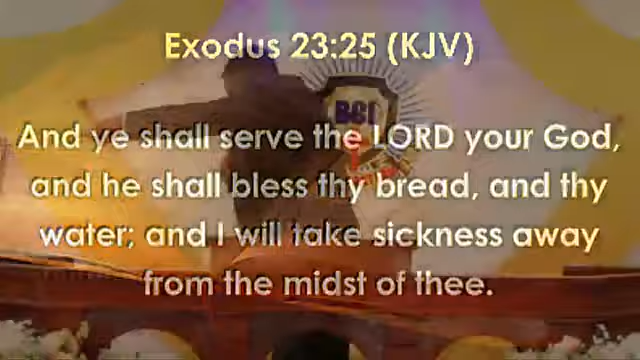 Exodus 23:25 (KJV)
And ye shall serve the LORD your God,
and he shall bless thy bread, and thy
water; and I will take sickness away
from the midst of thee.